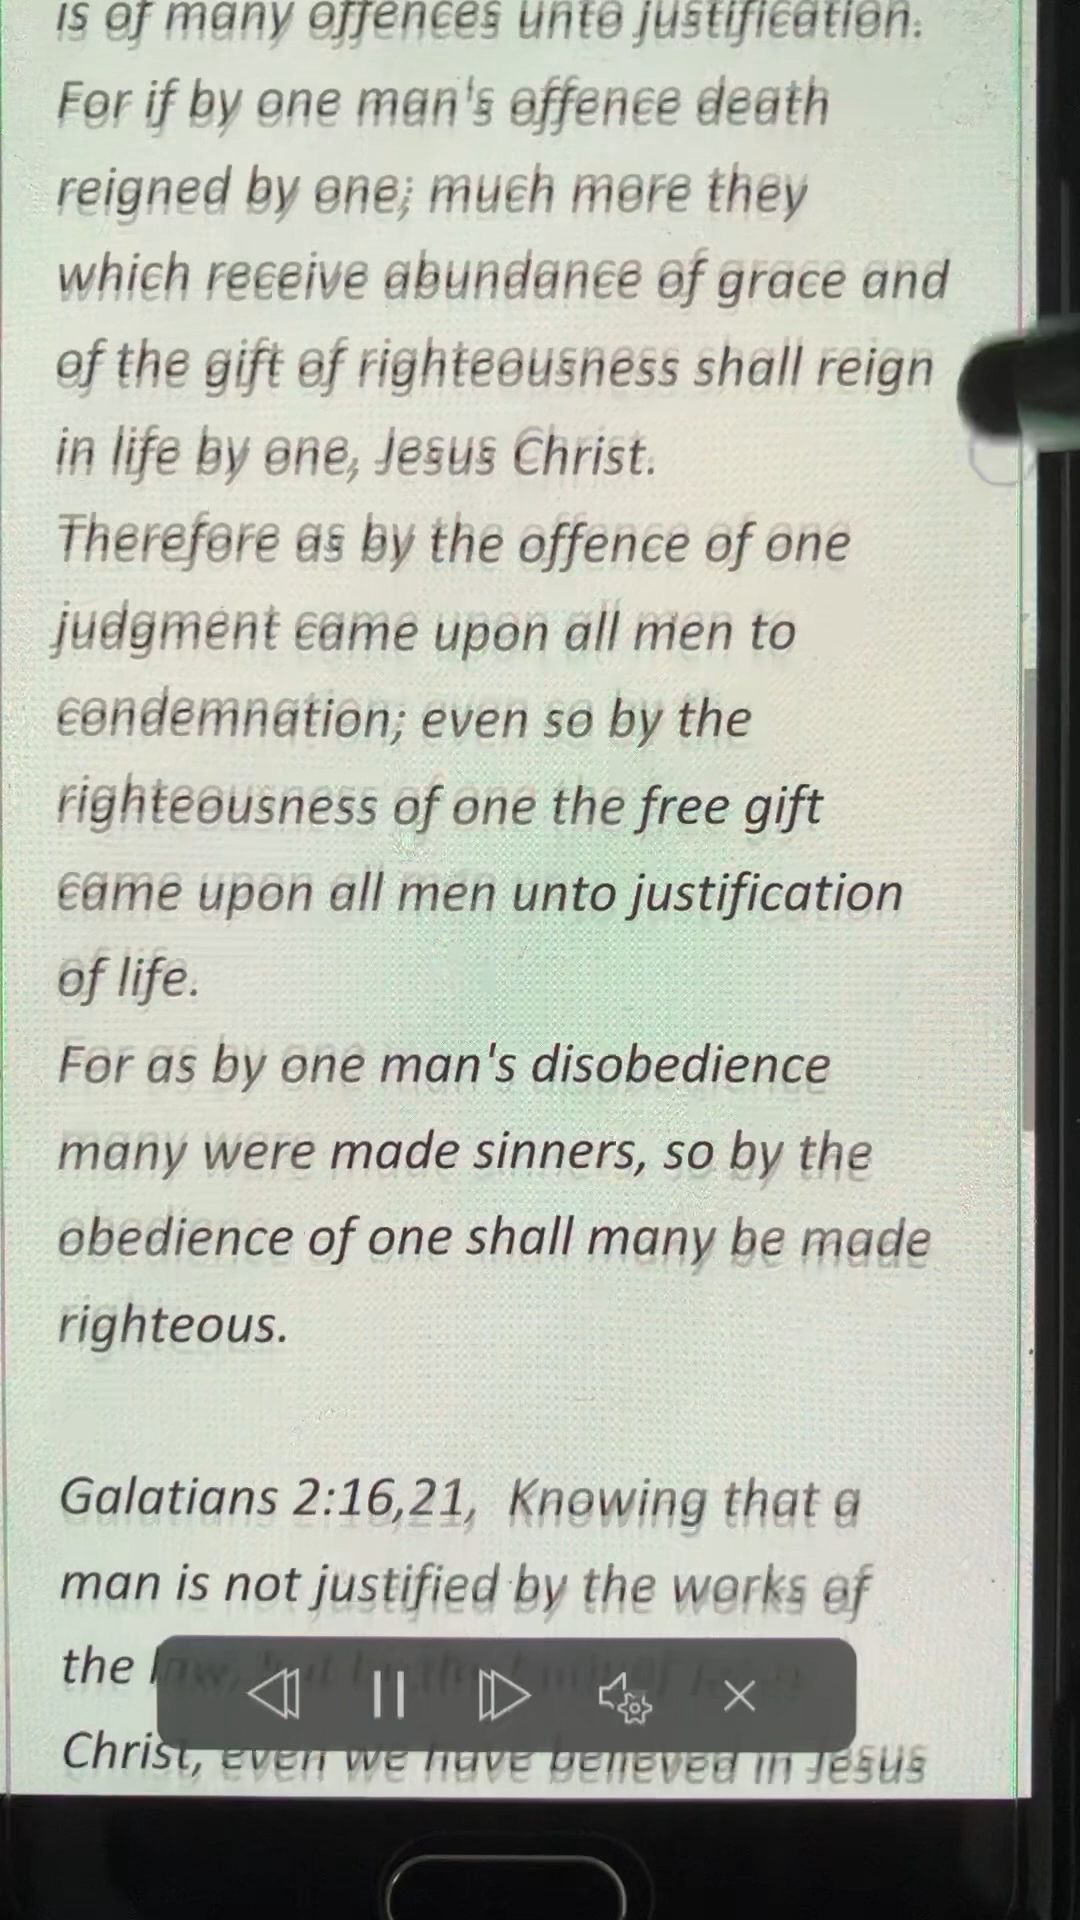 is of many offences unto justification.
For if by one man's offence death
reigned by one; much more they
which receive abundance of grace and
of the gift of righteousness shall reign
in life by one, Jesus Christ.
Therefore as by the offence of one
judgment came upon all men to
condemnation; even so by the
righteousness of one the free gift
came upon all men unto justification
of life.
For as by one man's disobedience
many were made sinners, so by the
obedience of one shall many be made
righteous.
Galatians 2:16,21, Knowing that a
man is not justified by the works of
the
Christ, even we have believed in Jesus